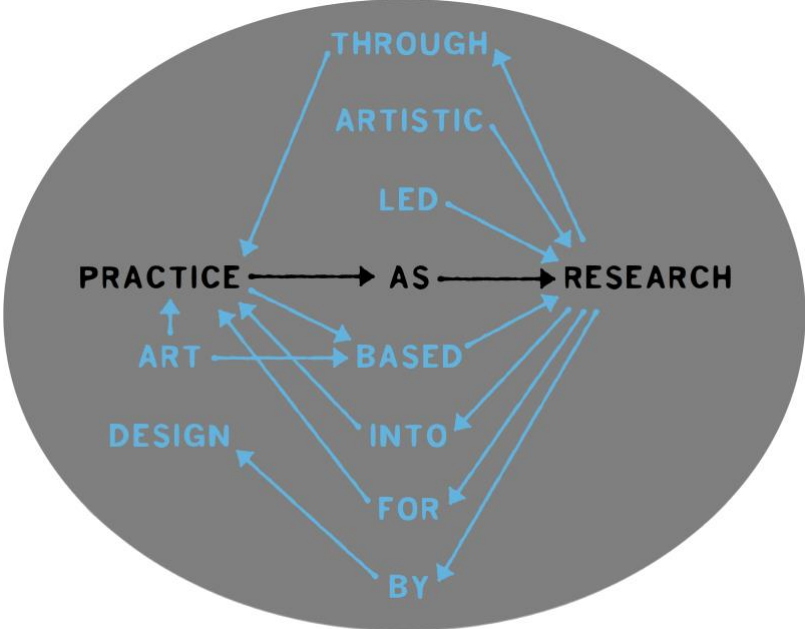 THROUGH
ARTISTIC
LED
PRACTICE AS RESEARCH
ART BASED
DESIGN INTO
FOR
BY